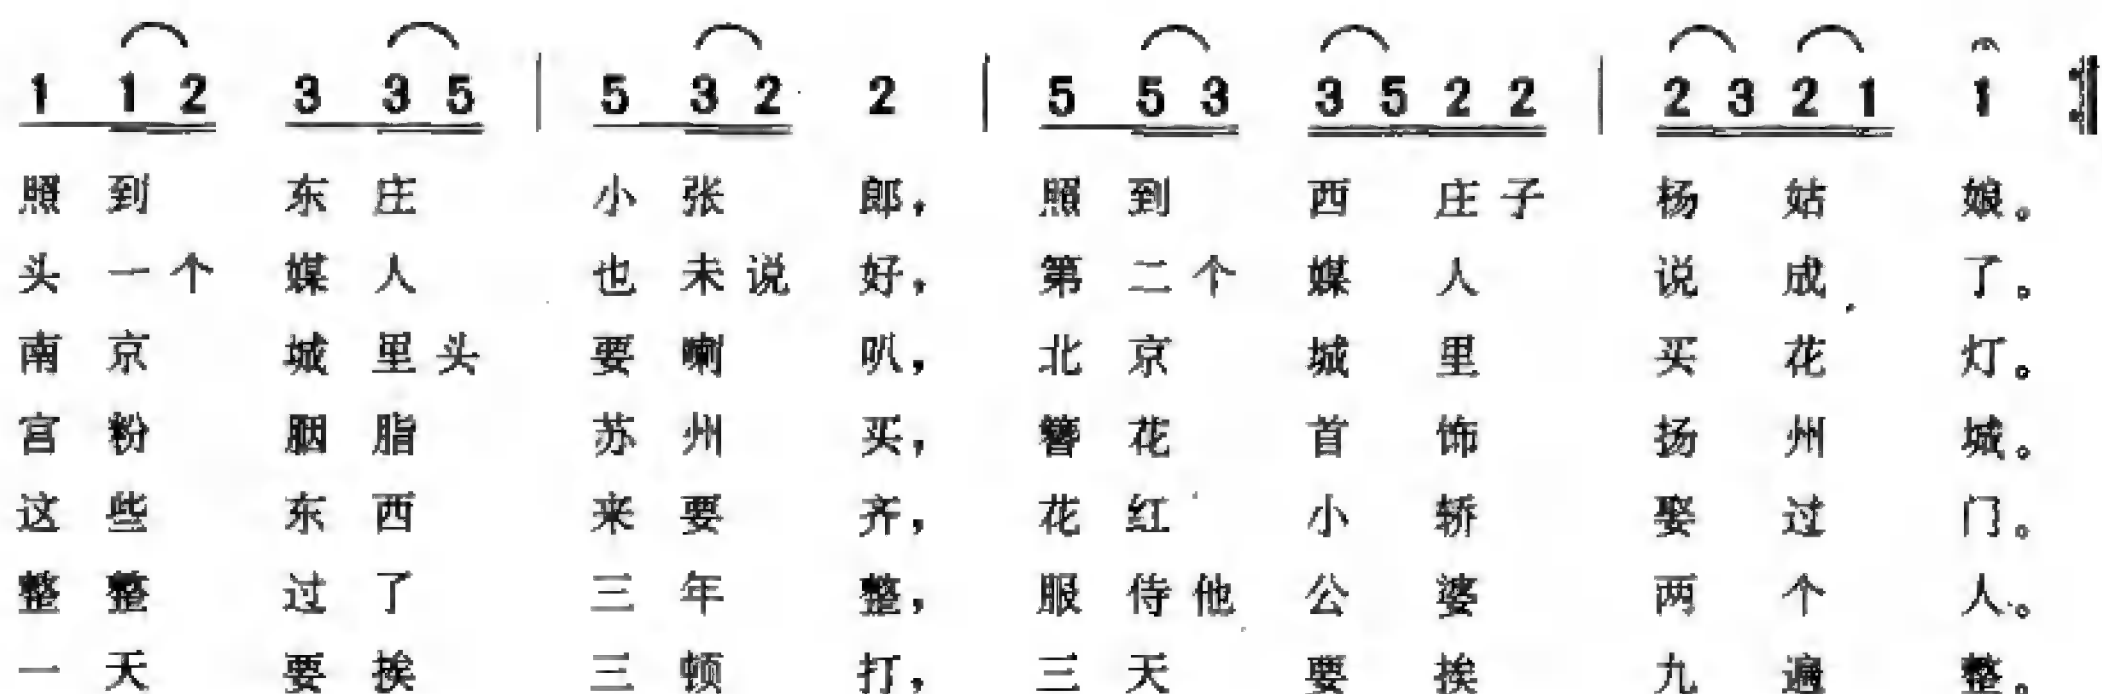 1 1 2 3 3 5 | 5 3 2 2 | 5 5 3 3 5 2 2 | 2 3 2 1 1
照到东庄小张郎,照到西庄子杨姑娘。
头一个媒人也未说好,第二个媒人说成了。
南京城里头要喇叭,北京城里买花灯。
宫粉胭脂苏州买,簪花首饰扬州城。
这些东西来要齐,花红小轿娶过门。
整整过了三年整,服侍他公婆两个人。
一天要挨三顿打,三天要挨九遍整。